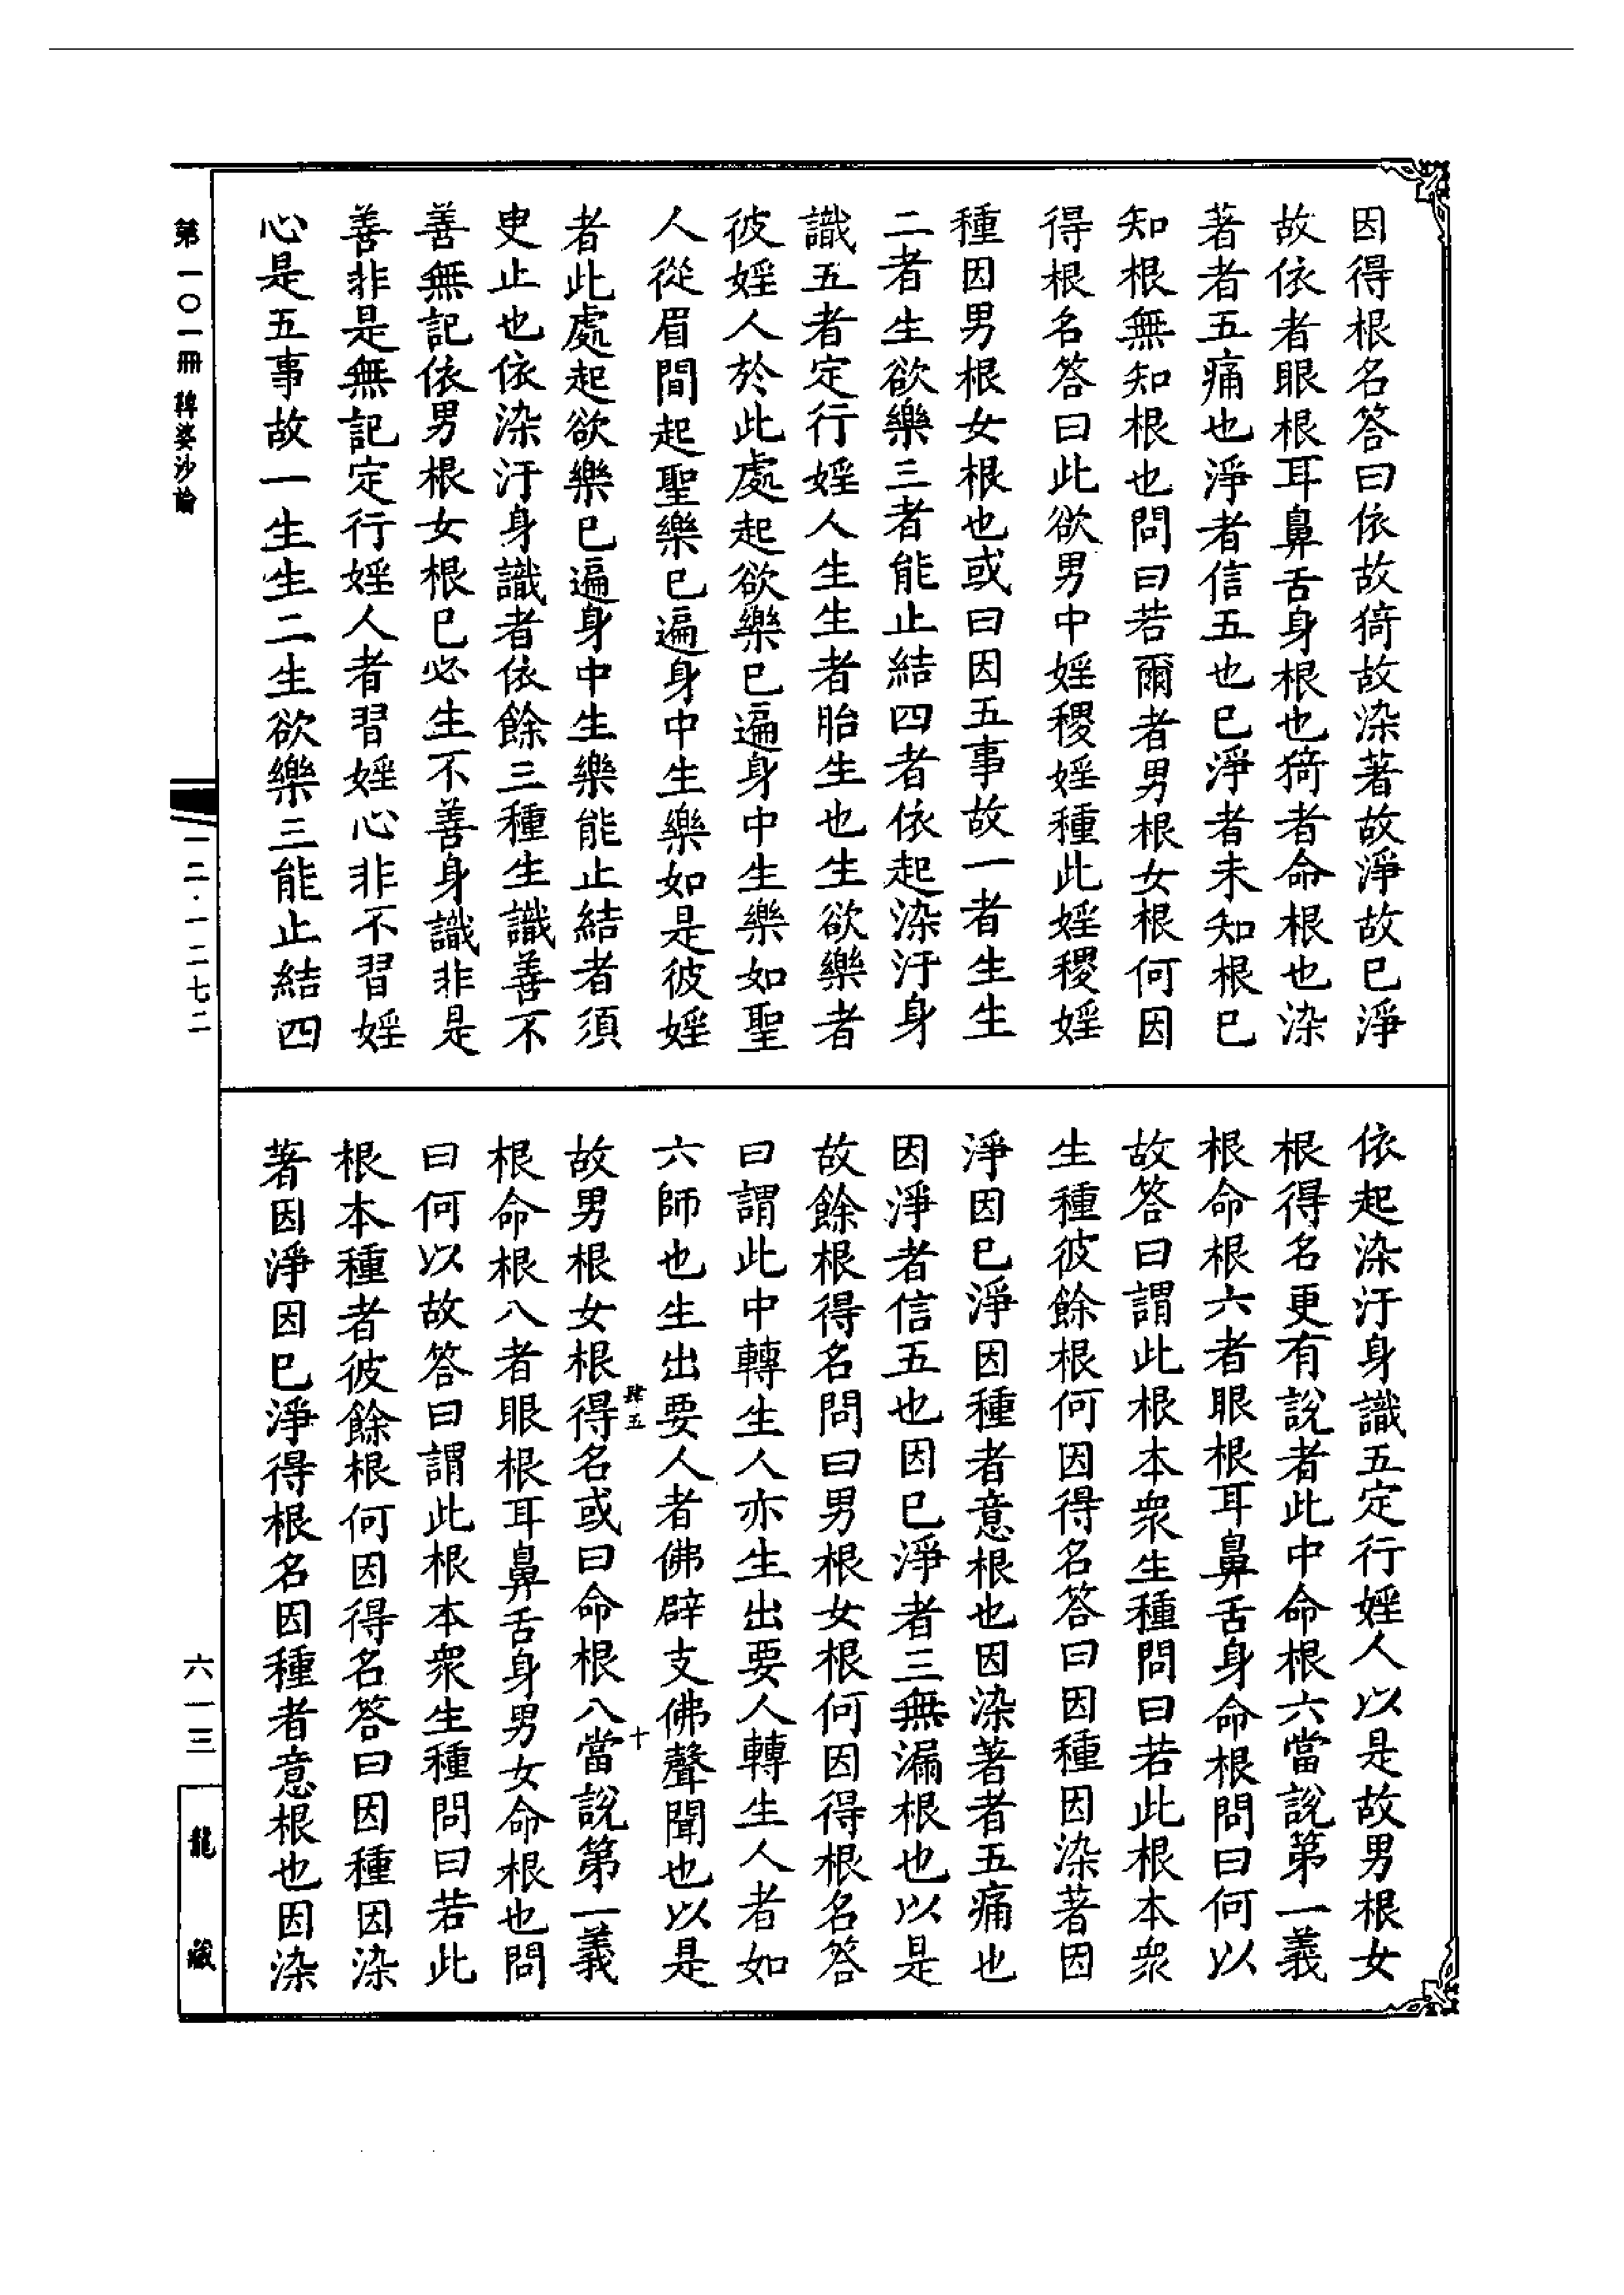 因得根名答曰依故猗故染著故淨故已淨
故依者眼根耳鼻舌身根也猗者命根也染
著者五痛也淨者信五也已淨者未知根已
知根無知根也問曰若爾者男根女根何因
得根名答曰此欲男中婬稷婬種此婬稷婬
種因男根女根也或曰因五事故一者生生
二者生欲樂三者能止結四者依起染汙身
識五者定行婬人生生者胎生也生欲樂者
彼婬人於此處起欲樂已遍身中生樂如聖
人從眉間起聖樂已遍身中生樂如是彼婬
者此處起欲樂已遍身中生樂能止結者須
臾止也依染汙身識者依餘三種生識善不
善無記依男根女根已必生不善身識非是
善非是無記定行婬人者習婬心非不習婬
心是五事故一生生二生欲樂三能止結四
依起染汙身識五定行婬人以是故男根女
根得名更有說者此中命根六當說第一義
根命根六者眼根耳鼻舌身命根問曰何以
故答曰謂此根本眾生種問曰若此根本眾
生種彼餘根何因得名答曰因種因染著因
淨因已淨因種者意根也因染著者五痛也
因淨者信五也因已淨者三無漏根也以是
故餘根得名問曰男根女根何因得根名答
曰謂此中轉生人亦生出要人轉生人者如
六師也生出要人者佛辟支佛聲聞也以是
肆五
十
故男根女根得名或曰命根八當說第一義
根命根八者眼根耳鼻舌身男女命根也問
曰何以故答曰謂此根本眾生種問曰若此
根本種者彼餘根何因得名答曰因種因染
著因淨因已淨得根名因種者意根也因染
第一〇一冊 鞞婆沙論
一二·一二七二
六一三
龍藏